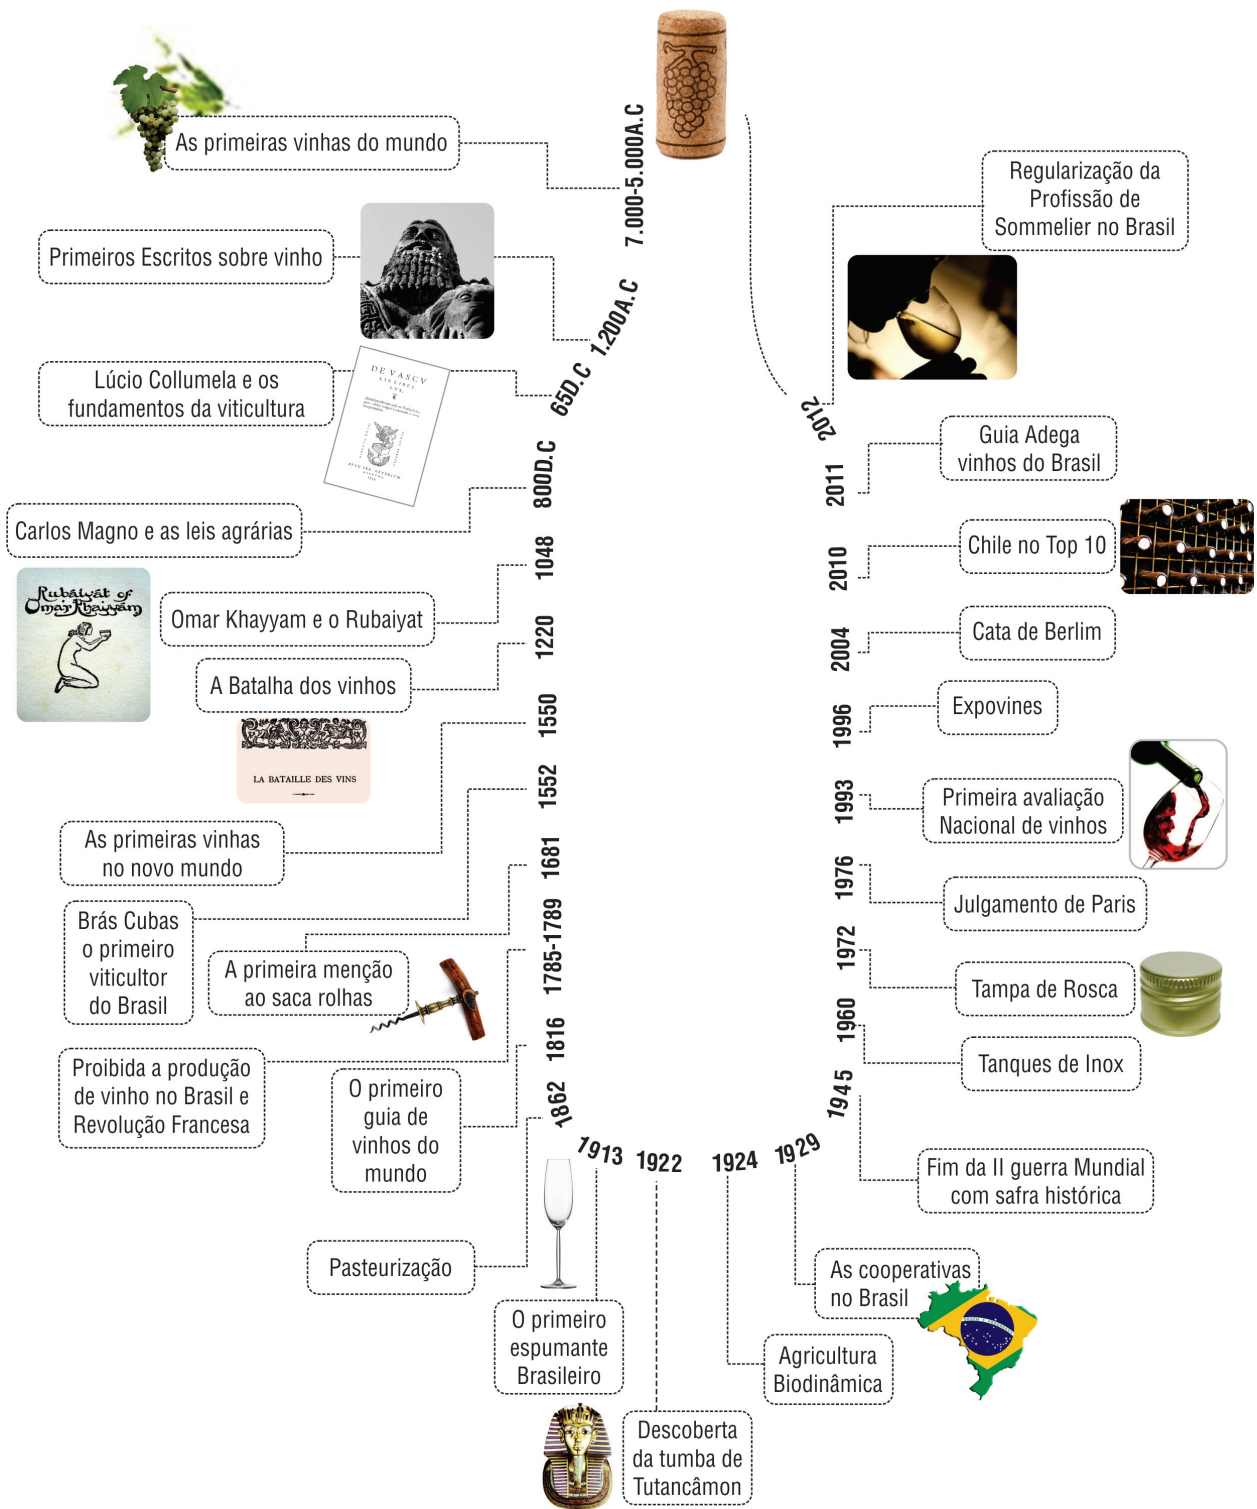 7.000-5.000A.C
As primeiras vinhas do mundo
1.200A.C
Primeiros Escritos sobre vinho
65D.C
Lúcio Collumela e os
fundamentos da viticultura
DE VASCV
LIS LIBEL
LVS,
800D.C
Carlos Magno e as leis agrárias
1048
Rubáiyát of
Omar Khayyám
Omar Khayyam e o Rubaiyat
1220
A Batalha dos vinhos
LA BATAILLE DES VINS
1550
As primeiras vinhas
no novo mundo
1552
Brás Cubas
o primeiro
viticultor
do Brasil
1681
A primeira menção
ao saca rolhas
1785-1789
Proibida a produção
de vinho no Brasil e
Revolução Francesa
1816
O primeiro
guia de
vinhos do
mundo
1862
Pasteurização
1913
O primeiro
espumante
Brasileiro
1922
Descoberta
da tumba de
Tutancâmon
1924
Agricultura
Biodinâmica
1929
As cooperativas
no Brasil
1945
Fim da II guerra Mundial
com safra histórica
1960
Tanques de Inox
1972
Tampa de Rosca
1976
Julgamento de Paris
1993
Primeira avaliação
Nacional de vinhos
1996
Expovines
2004
Cata de Berlim
2010
Chile no Top 10
2011
Guia Adega
vinhos do Brasil
2012
Regularização da
Profissão de
Sommelier no Brasil